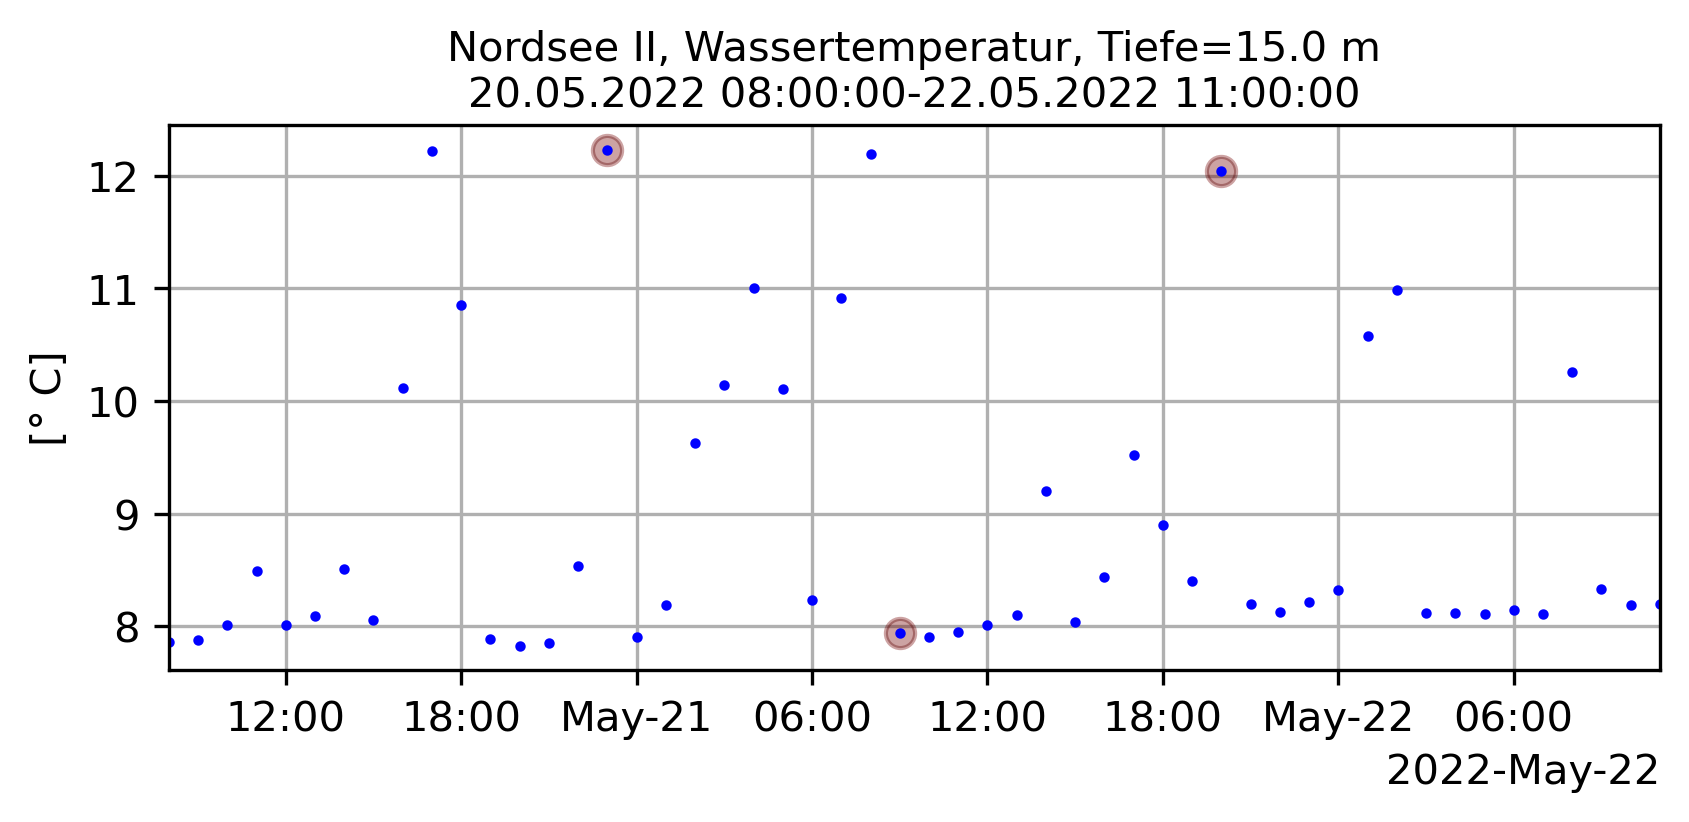 Nordsee II, Wassertemperatur, Tiefe=15.0 m
20.05.2022 08:00:00-22.05.2022 11:00:00
[° C]
12
11
10
9
8
12:00 18:00 May-21 06:00 12:00 18:00 May-22 06:00
2022-May-22